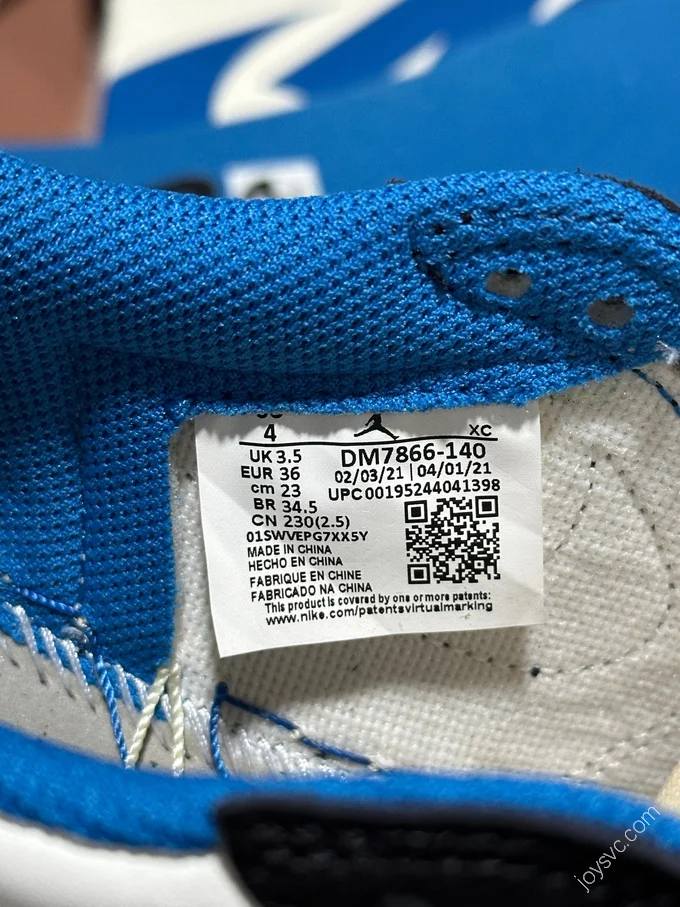 4
XC
UK 3.5
EUR 36
cm 23
BR 34.5
CN 230(2.5)
01SWVEPG7XX5Y
DM7866-140
02/03/21 | 04/01/21
UPC00195244041398
MADE IN CHINA
HECHO EN CHINA
FABRIQUE EN CHINE
FABRICADO NA CHINA
This product is covered by one or more patents:
www.nike.com/patentsvirtualmarking
joysvc.com